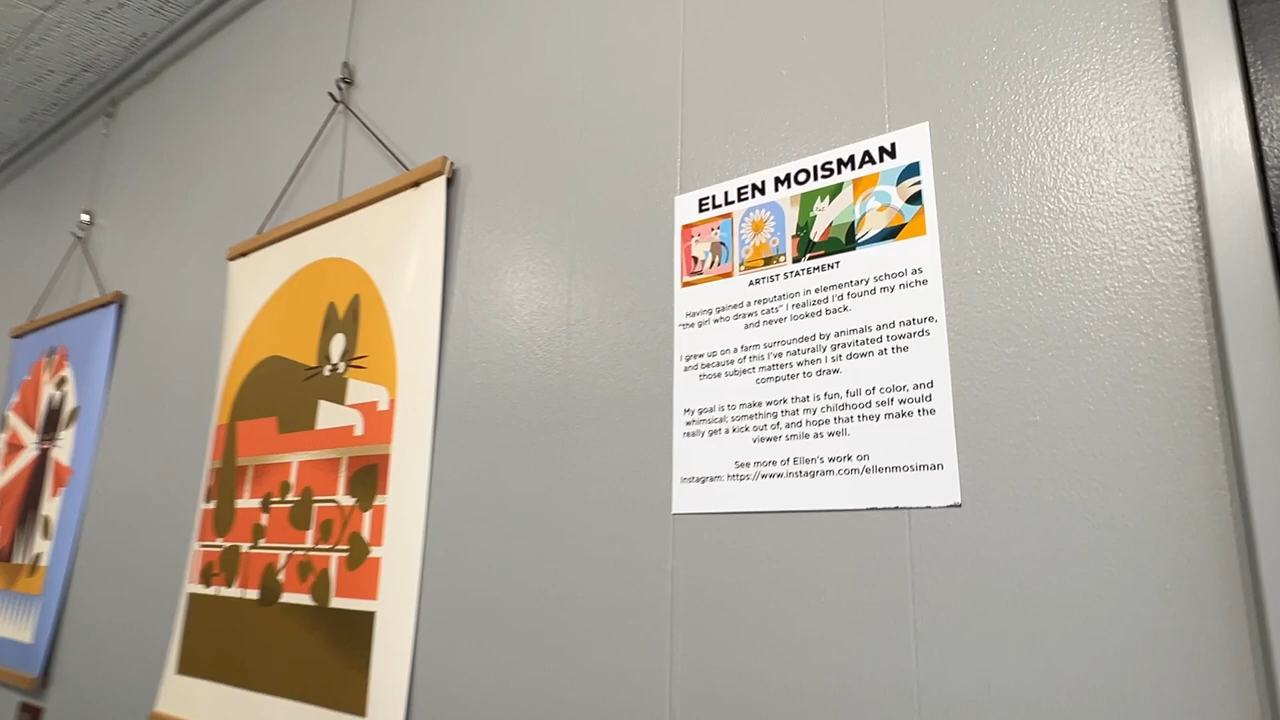 ELLEN MOISMAN
ARTIST STATEMENT
Having gained a reputation in elementary school as
"the girl who draws cats" I realized I'd found my niche
and never looked back.
I grew up on a farm surrounded by animals and nature,
and because of this I've naturally gravitated towards
those subject matters when I sit down at the
computer to draw.
My goal is to make work that is fun, full of color, and
whimsical; something that my childhood self would
really get a kick out of, and hope that they make the
viewer smile as well.
See more of Ellen's work on
Instagram: https://www.instagram.com/ellenmosiman